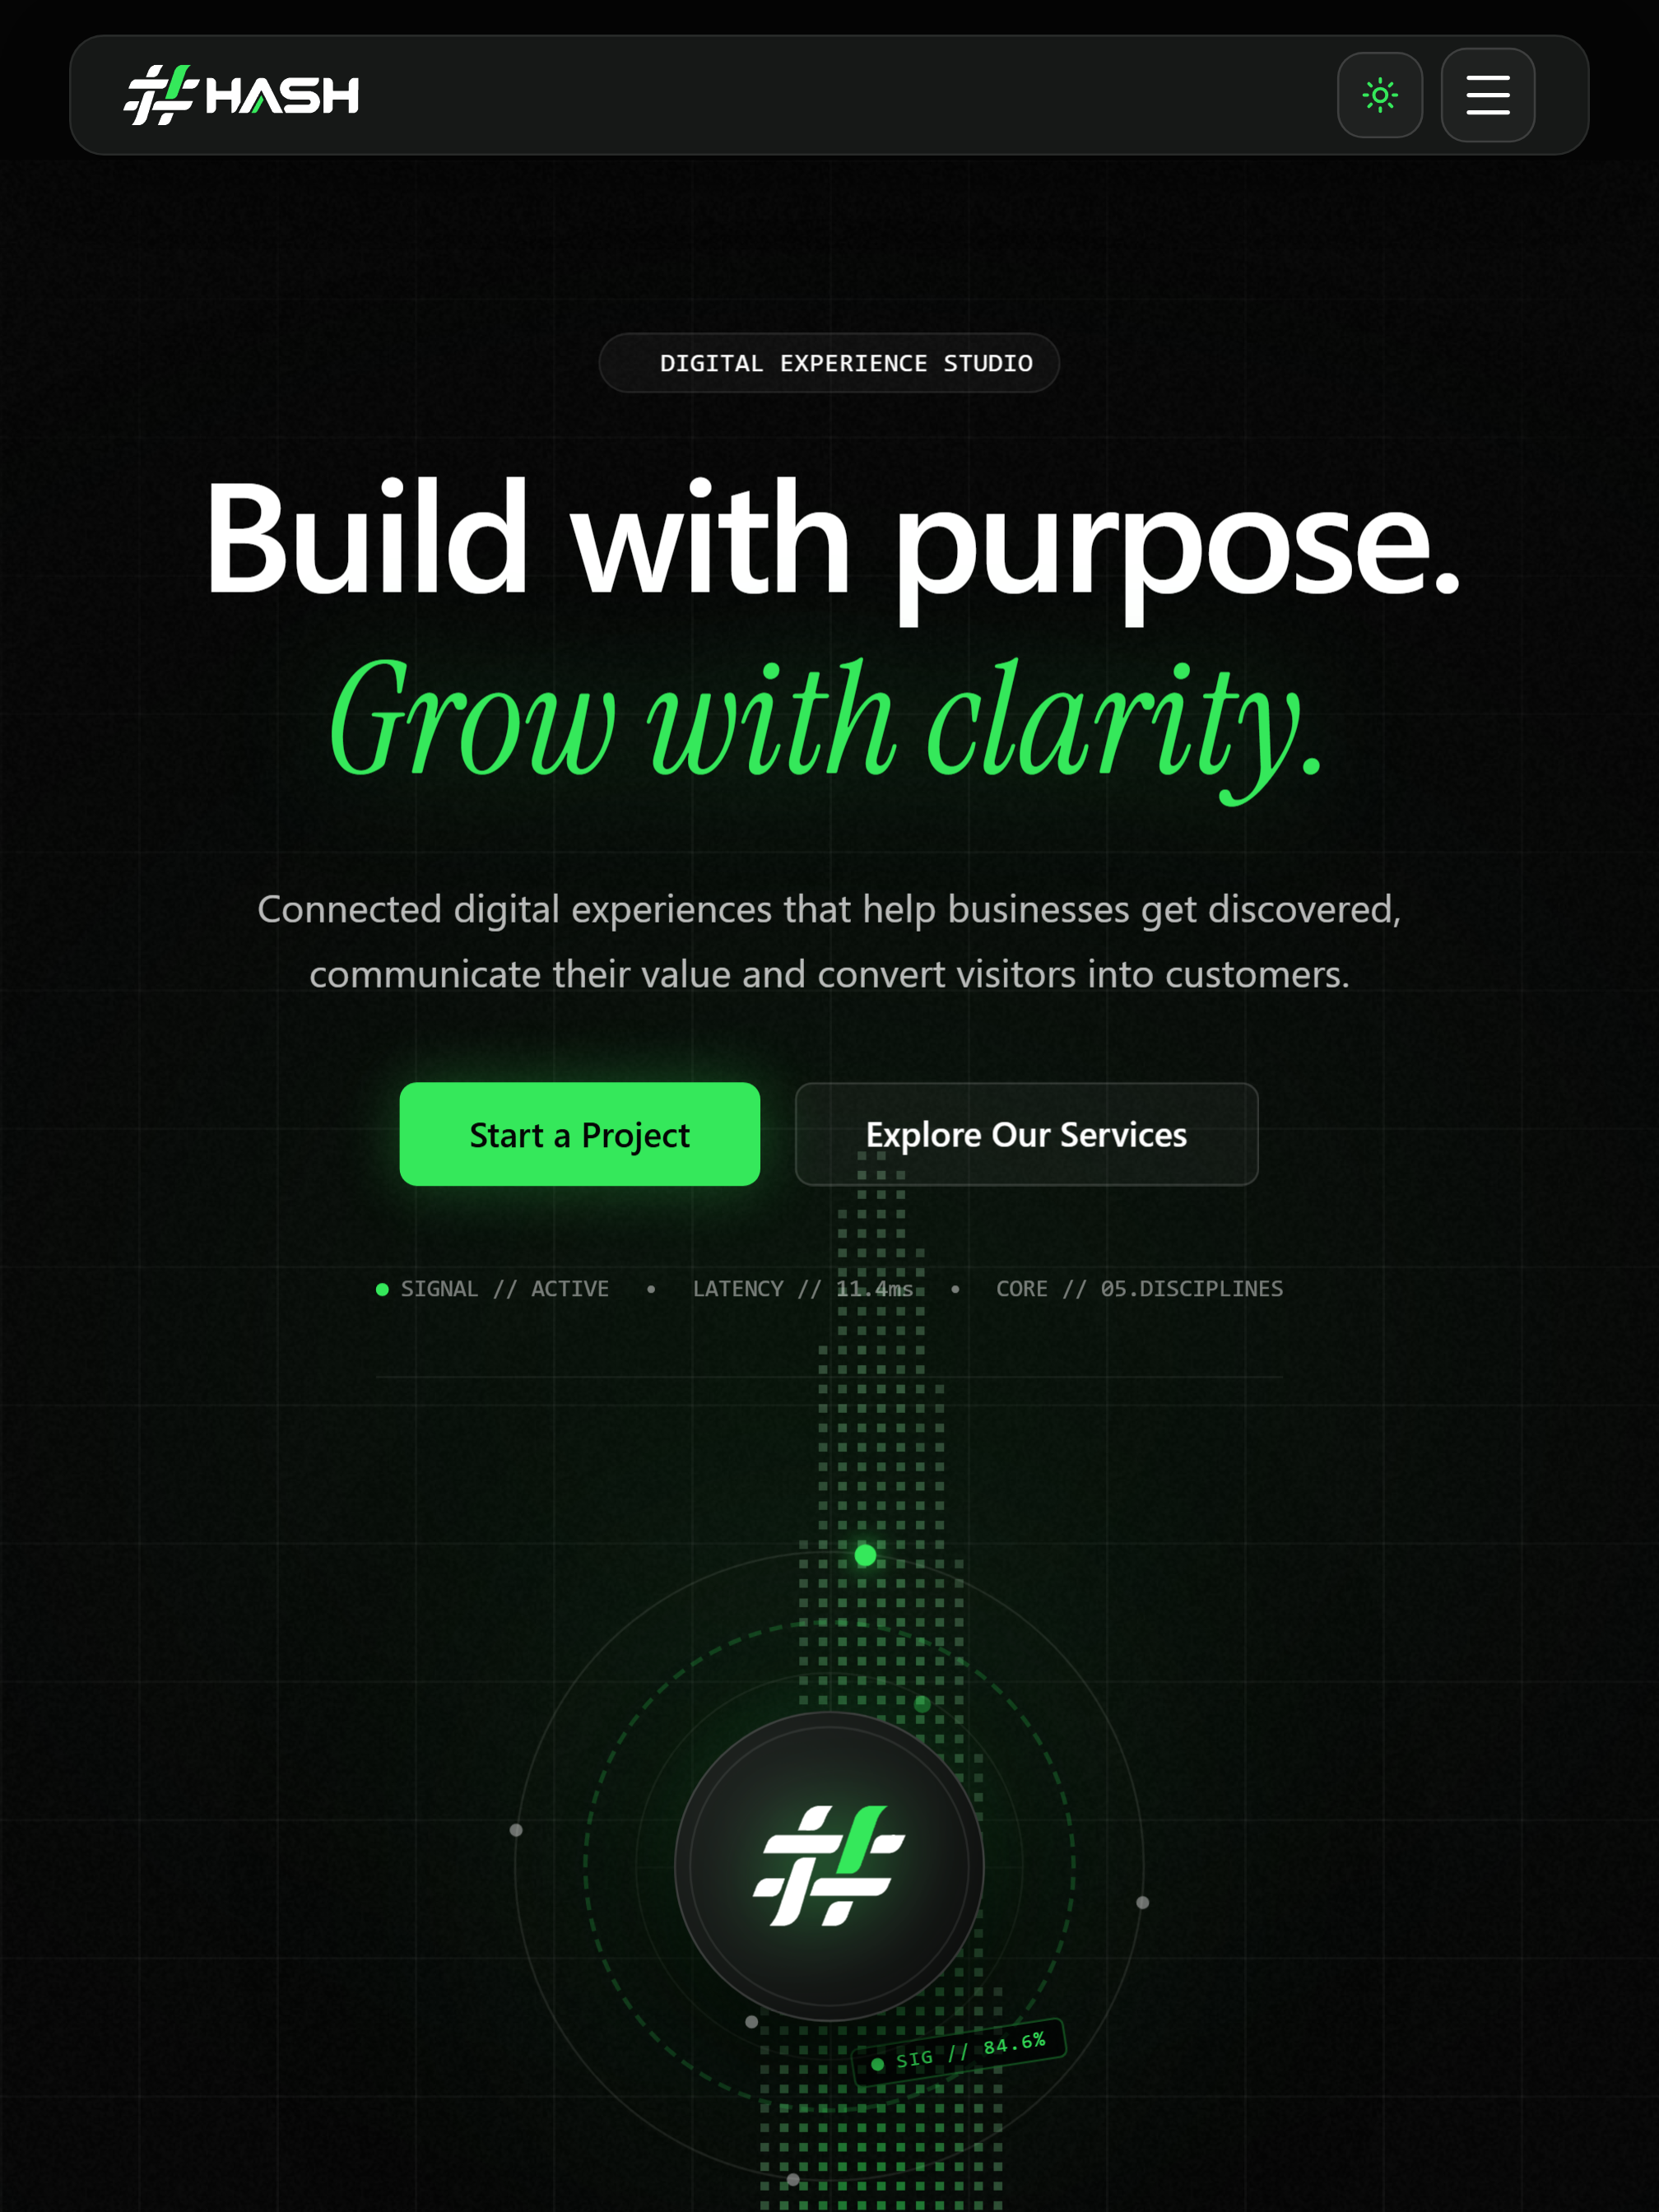 HASH
DIGITAL EXPERIENCE STUDIO
Build with purpose.
Grow with clarity.
Connected digital experiences that help businesses get discovered,
communicate their value and convert visitors into customers.
Start a Project
Explore Our Services
SIGNAL // ACTIVE • LATENCY // 11.4ms • CORE // 05.DISCIPLINES
SIG // 84.6%